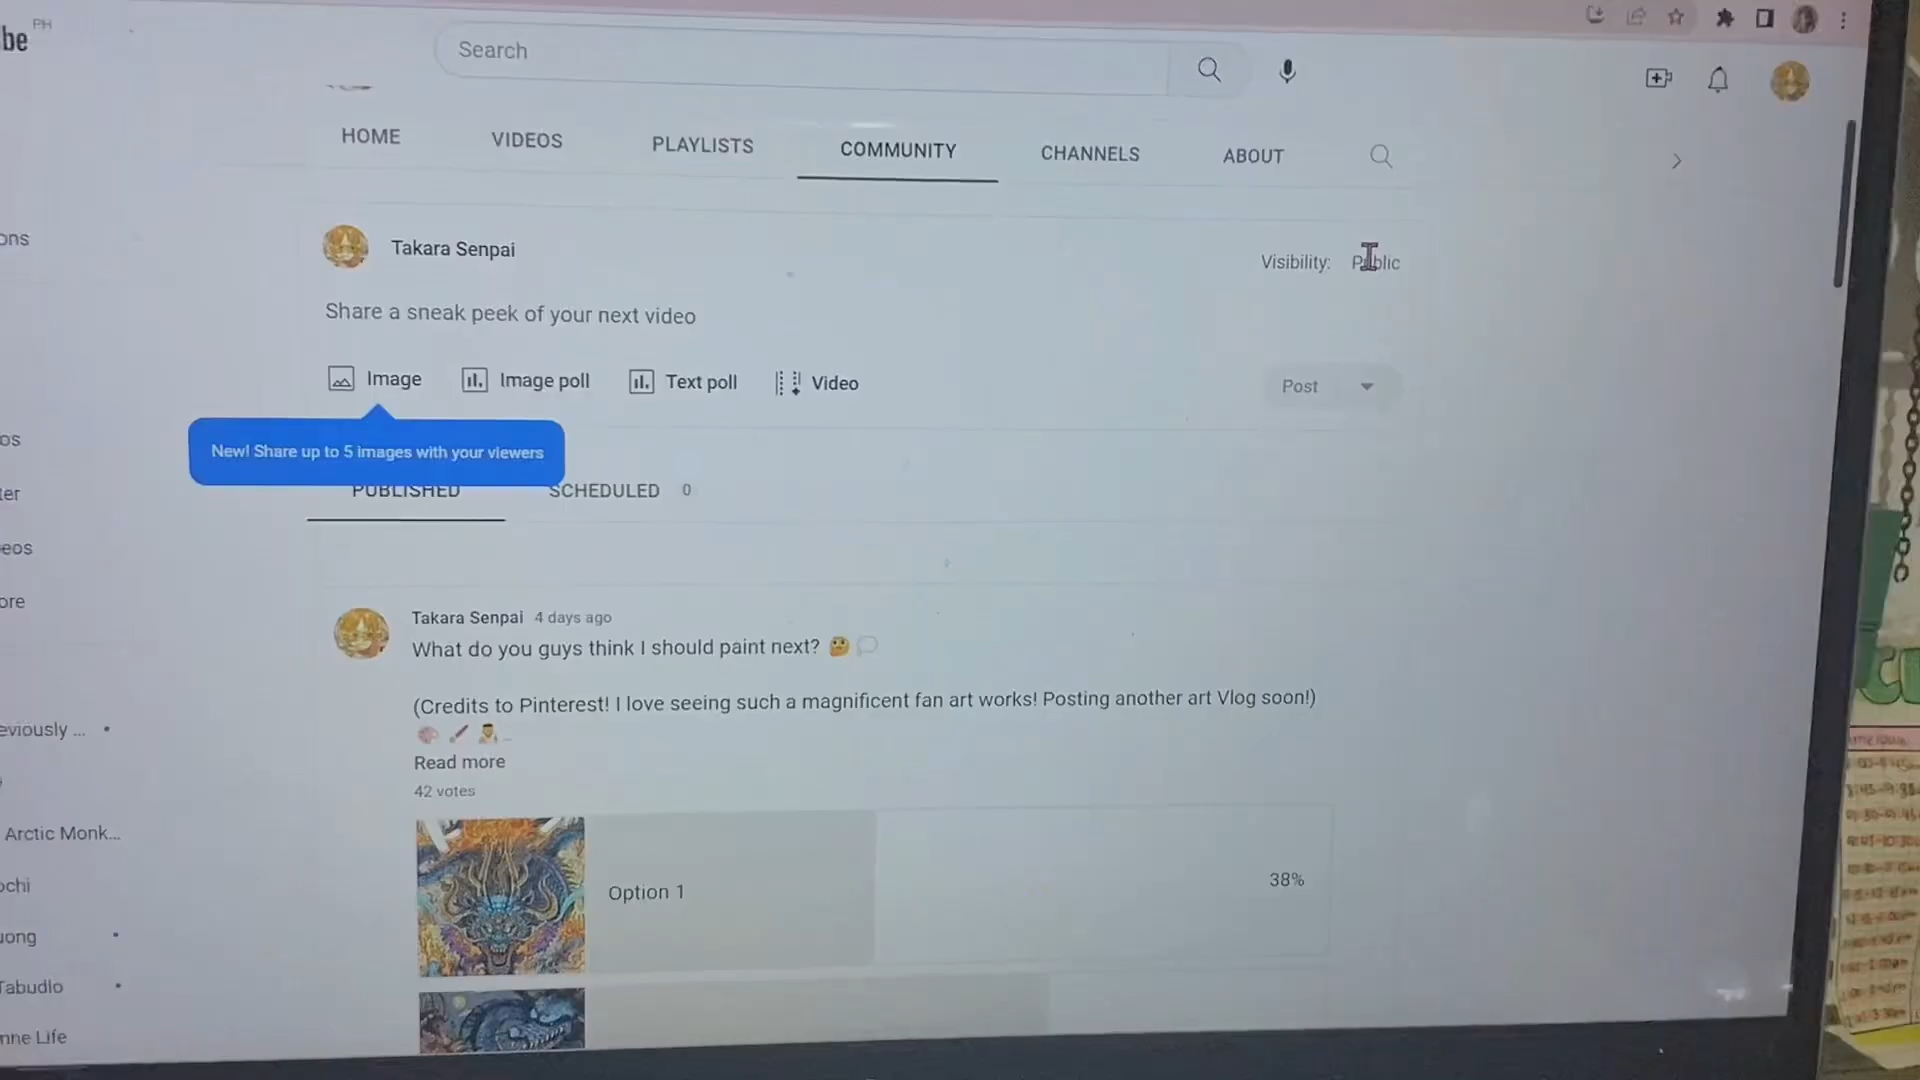 be PH
Search
HOME VIDEOS PLAYLISTS COMMUNITY CHANNELS ABOUT
ons
Takara Senpai
Visibility: Public
Share a sneak peek of your next video
Image Image poll Text poll Video
Post
New! Share up to 5 images with your viewers
os
PUBLISHED SCHEDULED 0
ter
eos
ore
Takara Senpai 4 days ago
What do you guys think I should paint next? 🤔💭
(Credits to Pinterest! I love seeing such a magnificent fan art works! Posting another art Vlog soon!)
eviously ... •
Read more
42 votes
Arctic Monk...
Option 1
38%
ochi
uong •
Tabudlo •
nne Life